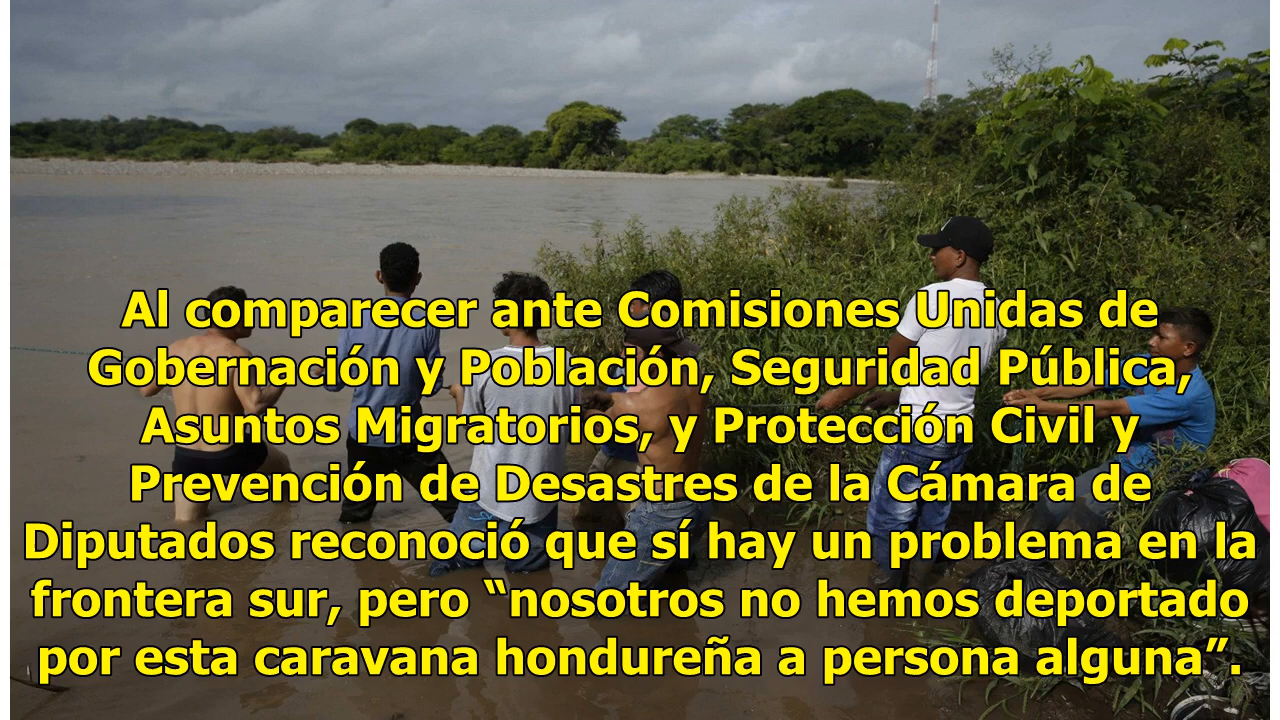 Al comparecer ante Comisiones Unidas de
Gobernación y Población, Seguridad Pública,
Asuntos Migratorios, y Protección Civil y
Prevención de Desastres de la Cámara de
Diputados reconoció que sí hay un problema en la
frontera sur, pero “nosotros no hemos deportado
por esta caravana hondureña a persona alguna”.